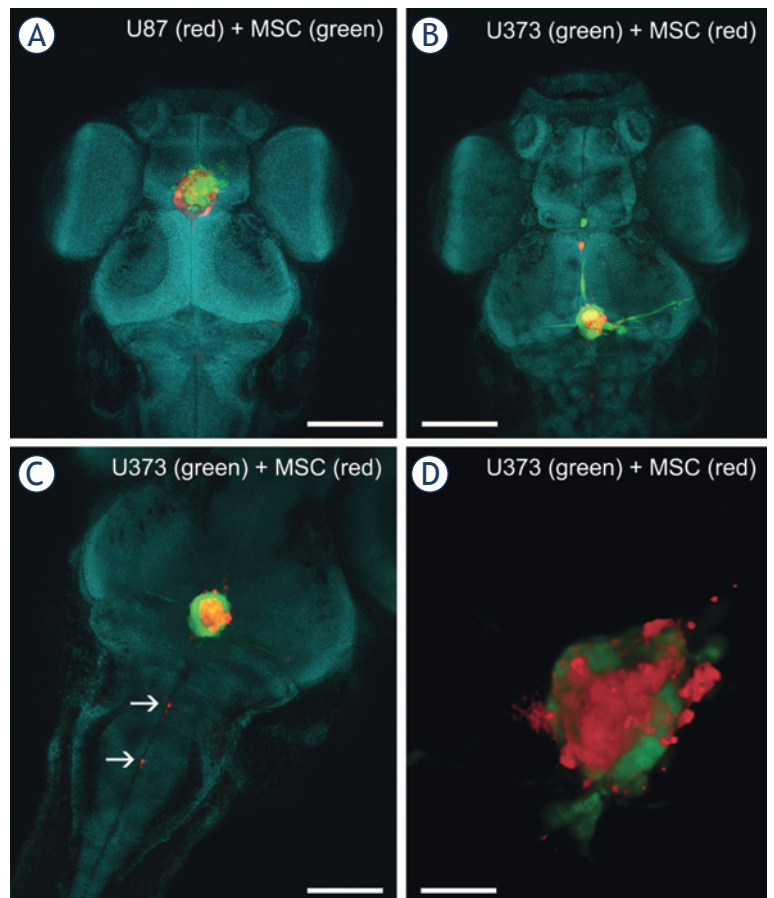 A
U87 (red) + MSC (green)
B
U373 (green) + MSC (red)
C
U373 (green) + MSC (red)
D
U373 (green) + MSC (red)